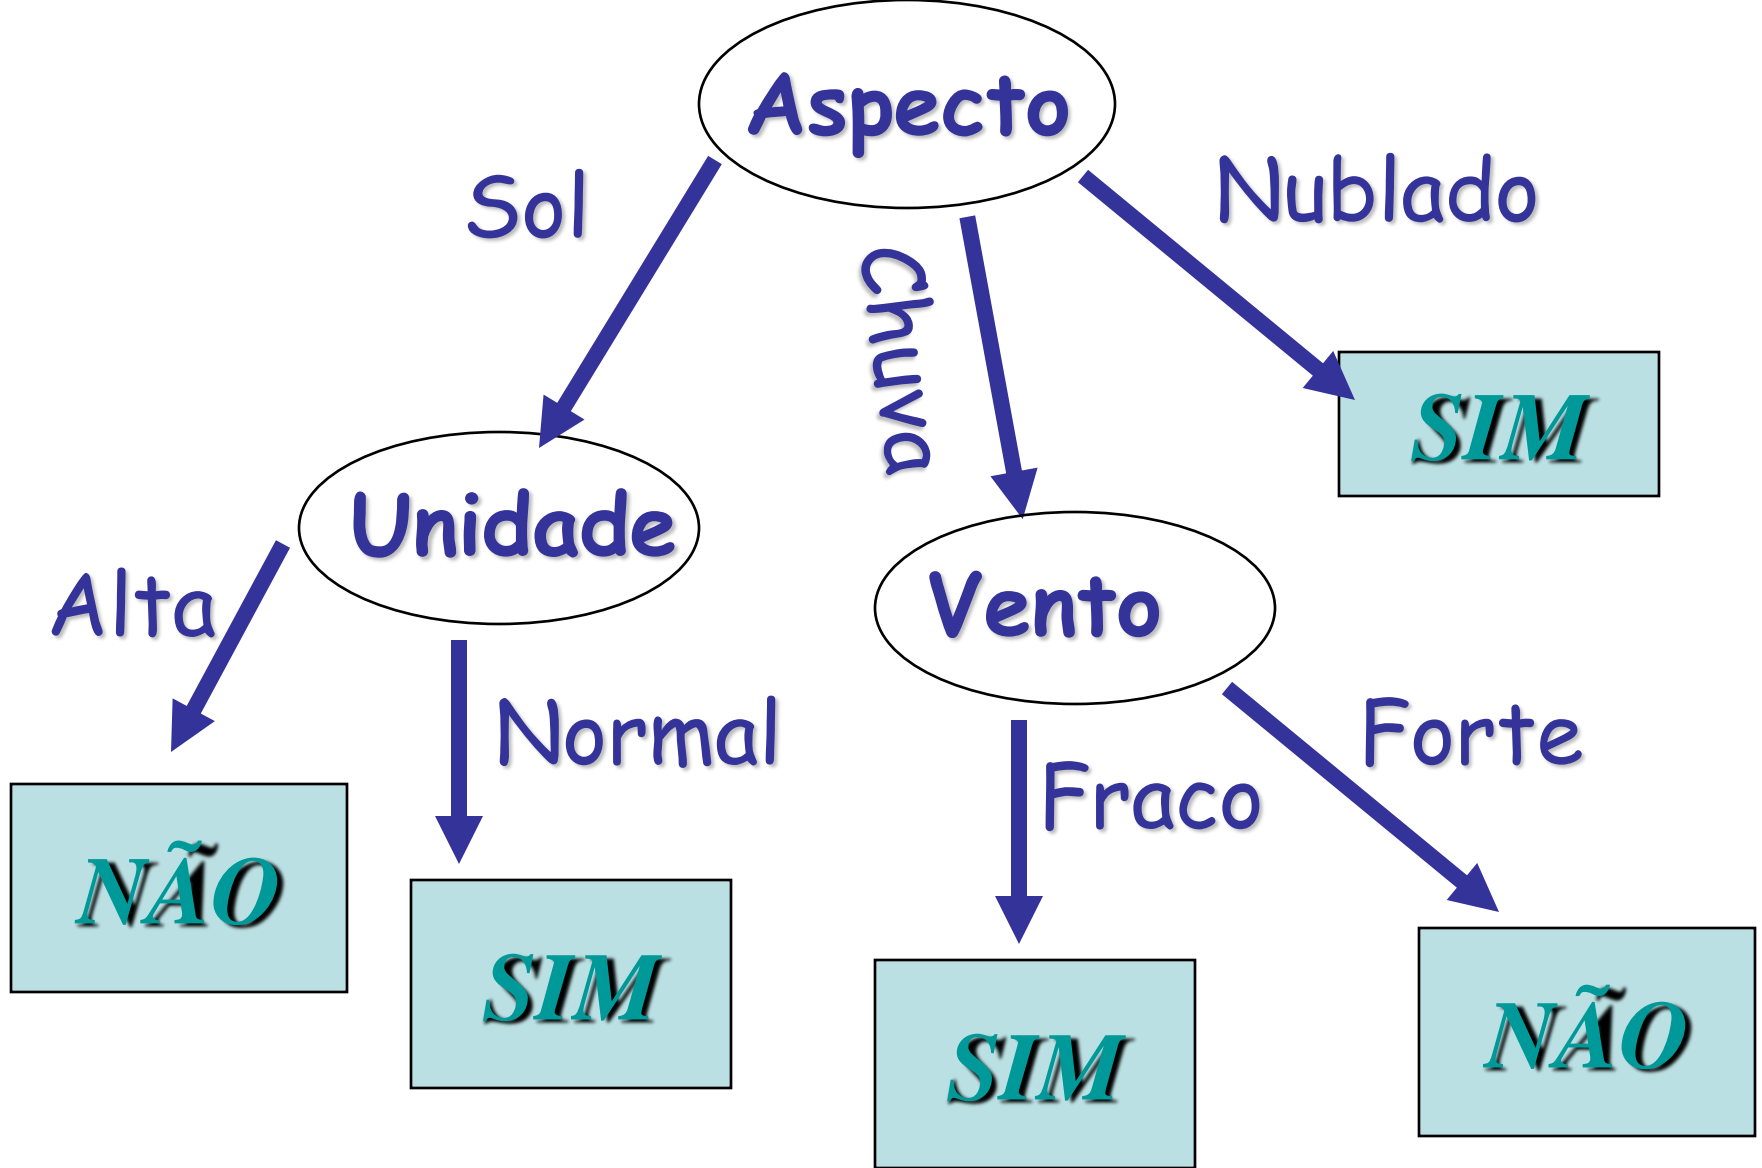 Aspecto
Sol
Chuva
Nublado
SIM
Unidade
Vento
Alta
Normal
Fraco
Forte
NÃO
SIM
SIM
NÃO